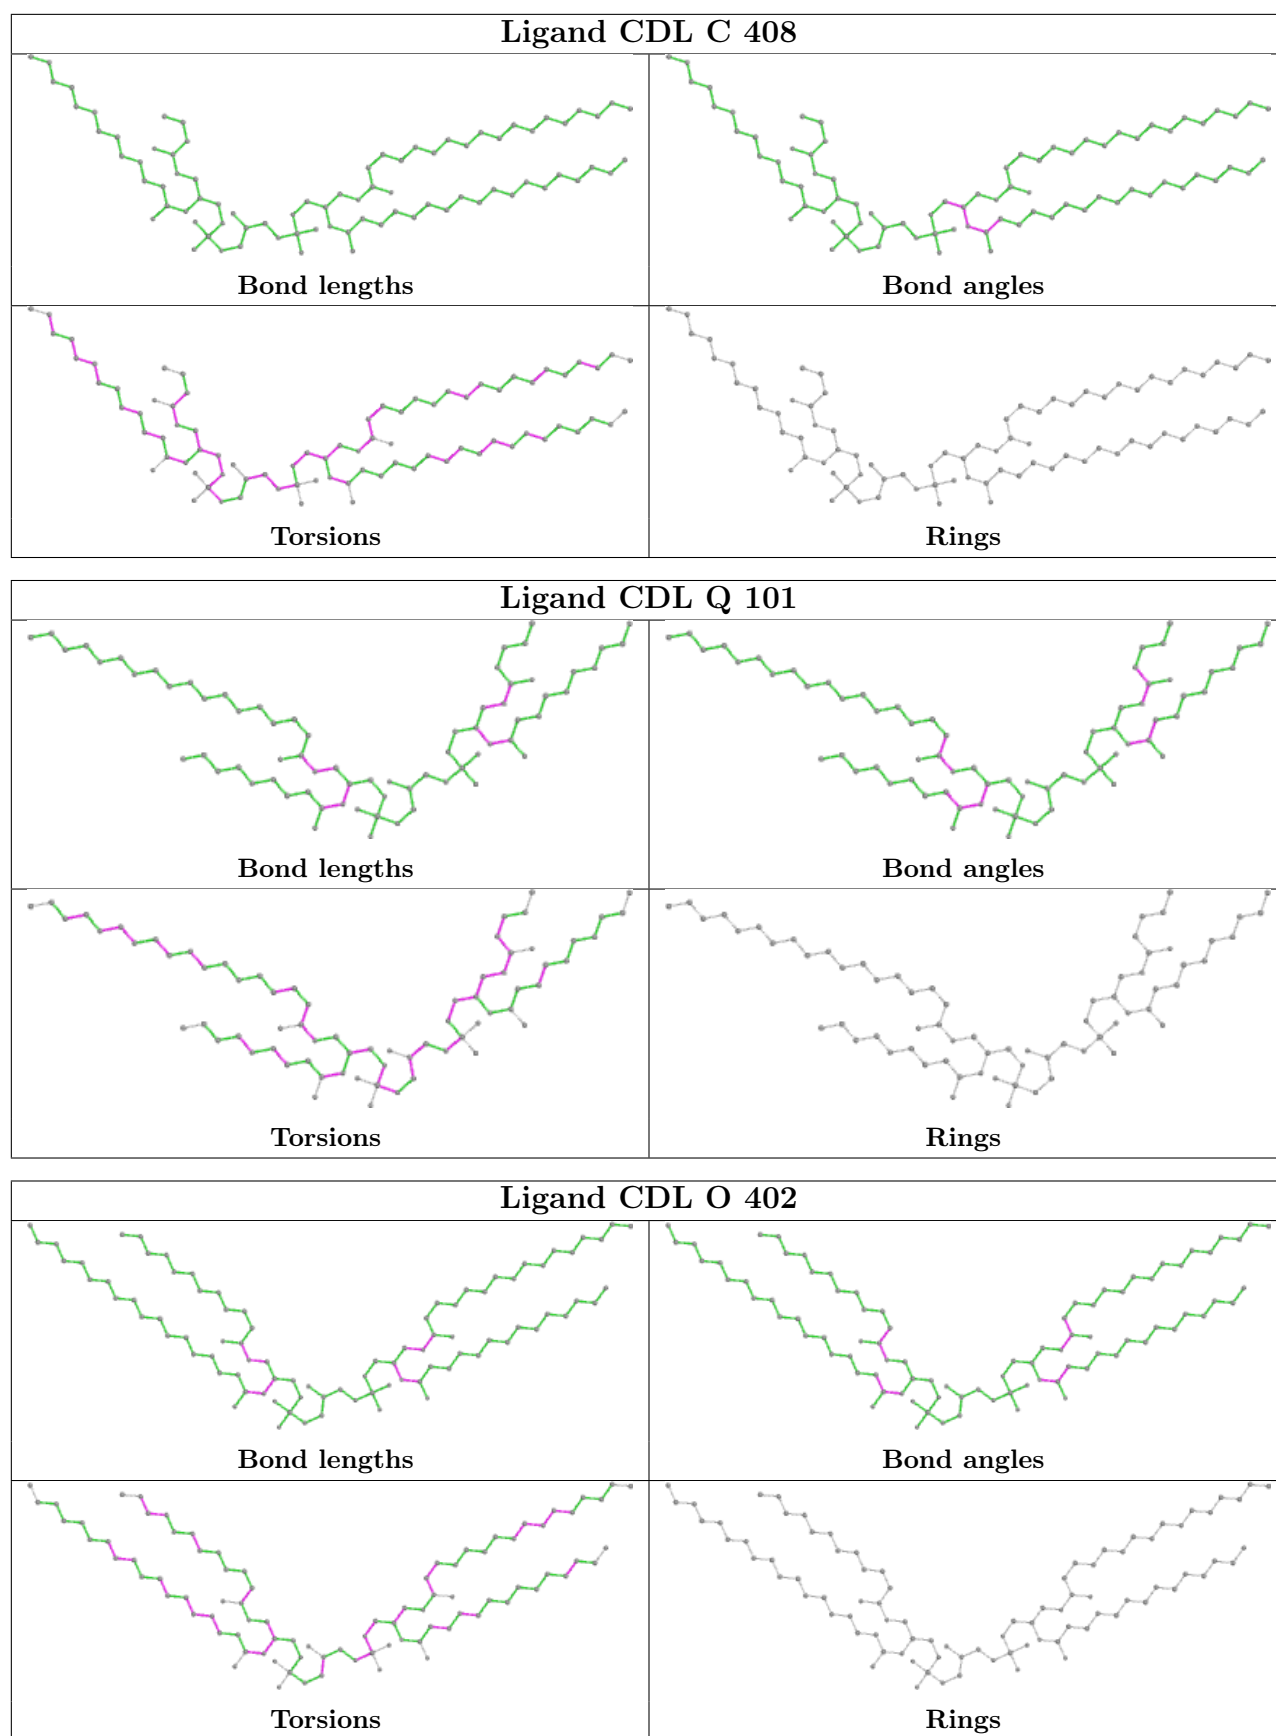 Ligand CDL C 408
Bond lengths
Bond angles
Torsions
Rings
Ligand CDL Q 101
Bond lengths
Bond angles
Torsions
Rings
Ligand CDL O 402
Bond lengths
Bond angles
Torsions
Rings